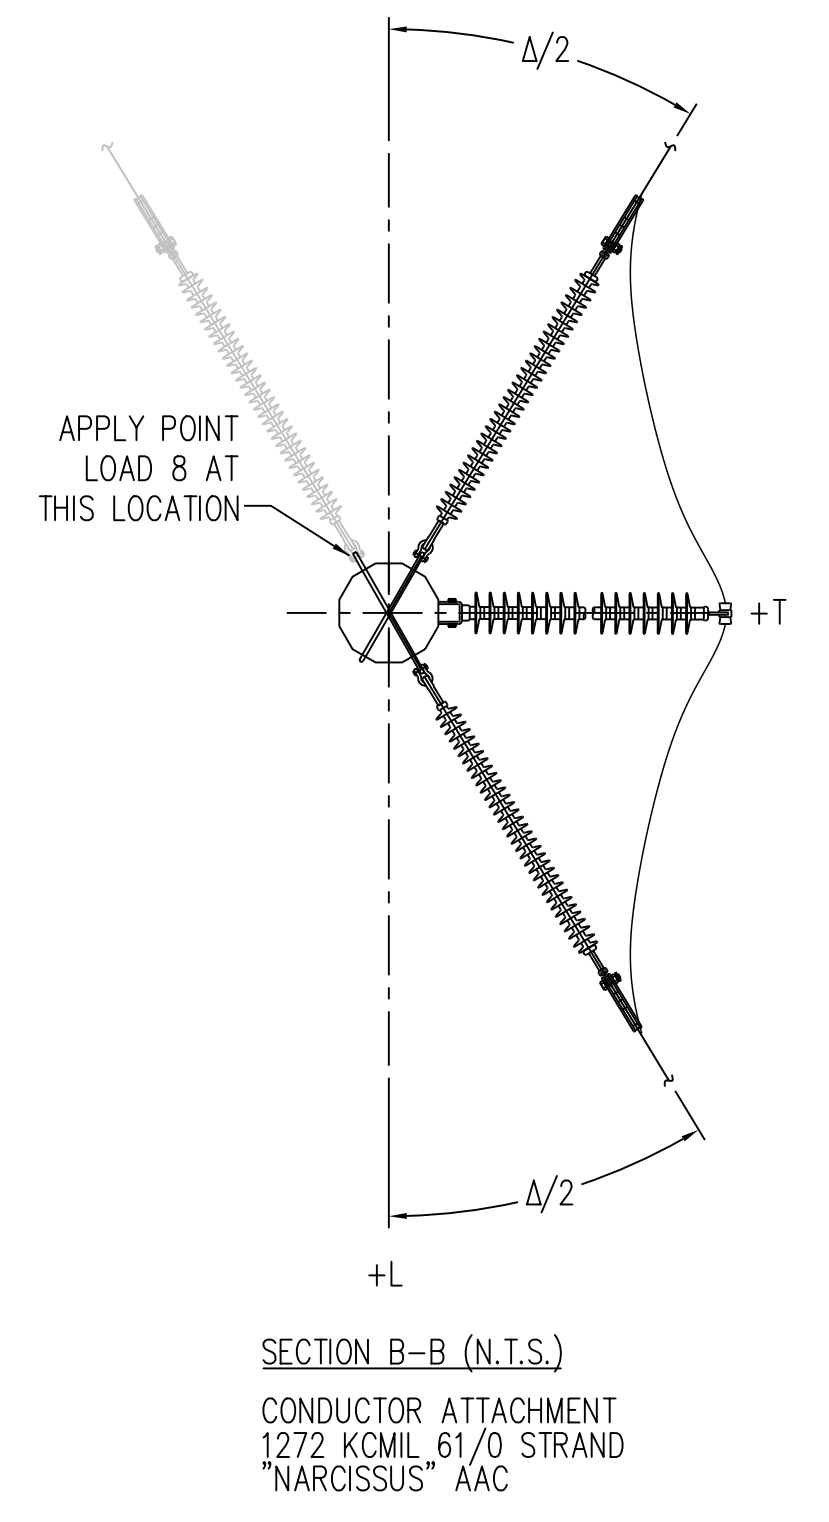 Δ/2
APPLY POINT
LOAD 8 AT
THIS LOCATION
+T
Δ/2
+L
SECTION B-B (N.T.S.)
CONDUCTOR ATTACHMENT
1272 KCMIL 61/0 STRAND
"NARCISSUS" AAC